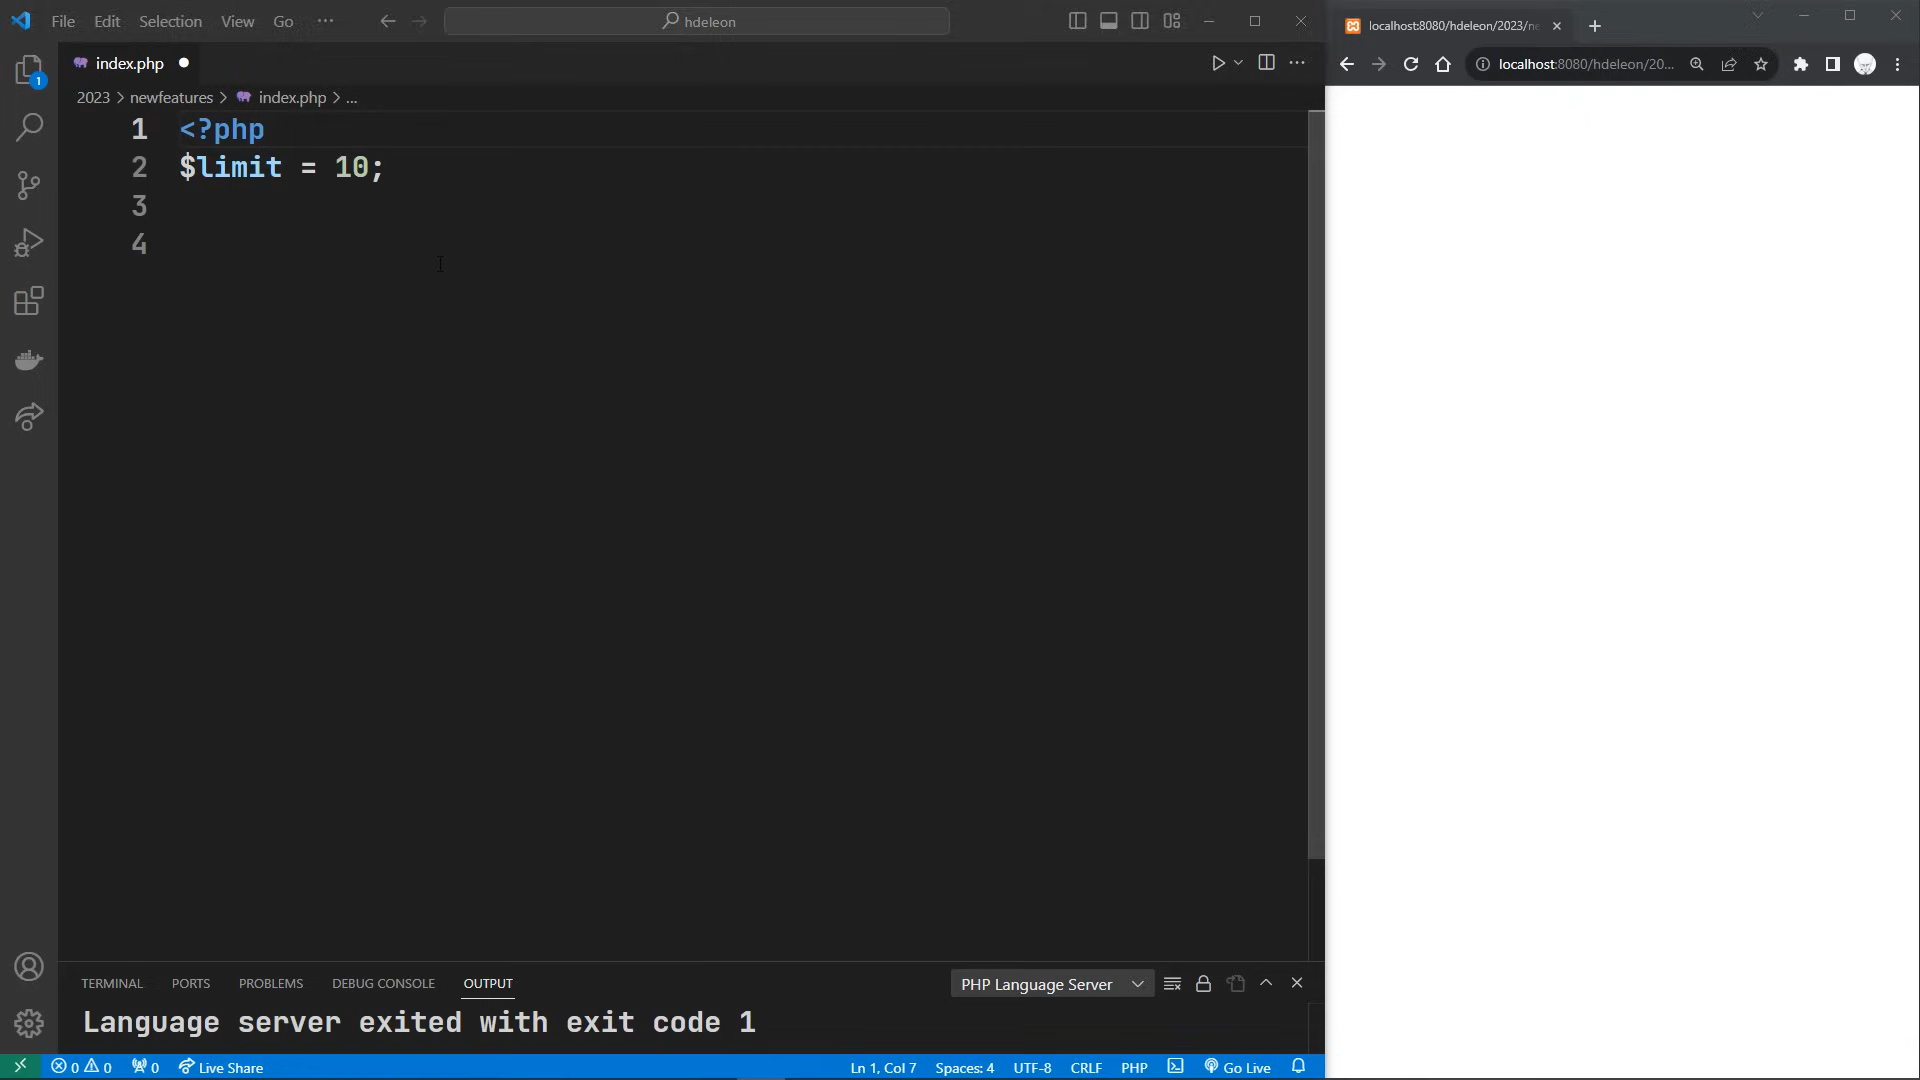 File Edit Selection View Go ··· hdeleon
localhost:8080/hdeleon/2023/ne
index.php
localhost:8080/hdeleon/20...
2023 > newfeatures > index.php > ...
1 <?php
2 $limit = 10;
3
4
1
TERMINAL PORTS PROBLEMS DEBUG CONSOLE OUTPUT PHP Language Server
Language server exited with exit code 1
0 0 0 Live Share Ln 1, Col 7 Spaces: 4 UTF-8 CRLF PHP Go Live